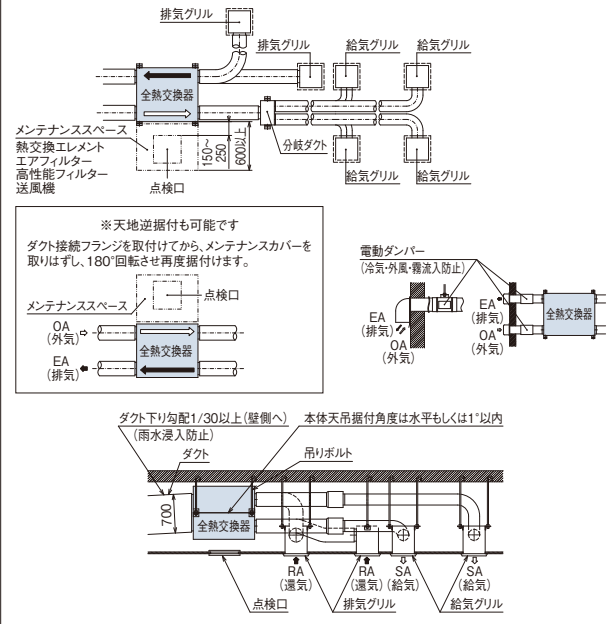 排気グリル
排気グリル
給気グリル
給気グリル
全熱交換器
メンテナンススペース
熱交換エレメント
エアフィルター
高性能フィルター
送風機
点検口
150~
250
600以上
分岐ダクト
給気グリル
給気グリル
※天地逆据付も可能です
ダクト接続フランジを取付けてから、メンテナンスカバーを
取りはずし、180°回転させ再度据付けます。
メンテナンススペース
点検口
OA
(外気)
EA
(排気)
全熱交換器
電動ダンパー
(冷気・外風・霧流入防止)
EA
(排気)
OA
(外気)
EA
(排気)
OA
(外気)
全熱交換器
ダクト下り勾配1/30以上(壁側へ)
(雨水浸入防止)
本体天吊据付角度は水平もしくは1°以内
ダクト
吊りボルト
700
全熱交換器
RA
(還気)
RA
(還気)
SA
(給気)
SA
(給気)
点検口
排気グリル
給気グリル